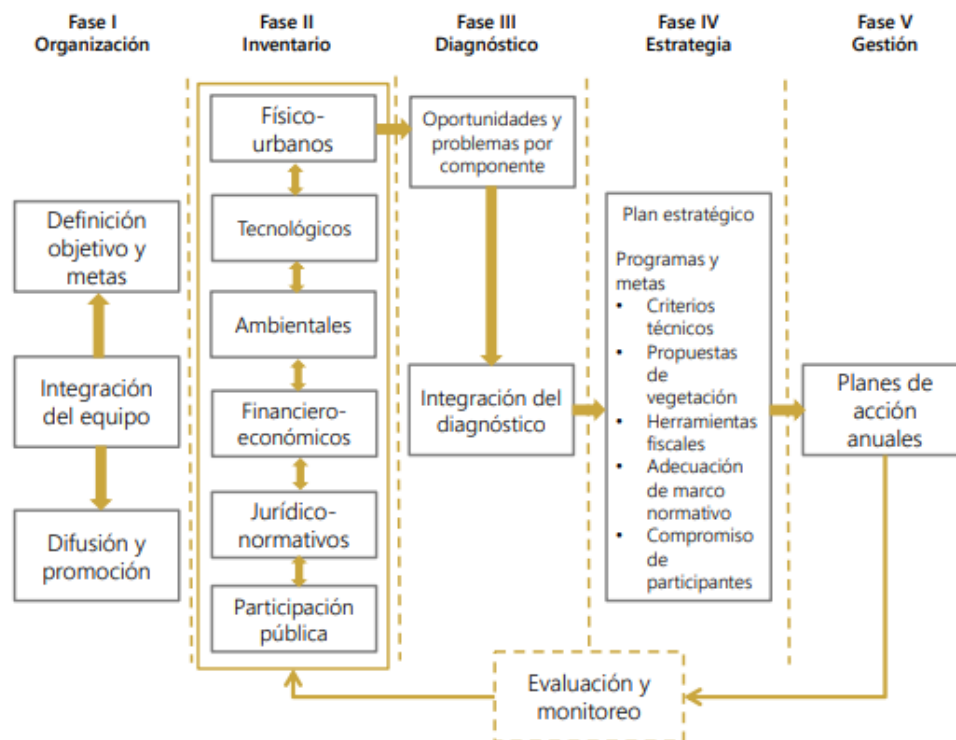 Fase I
Organización
Fase II
Inventario
Fase III
Diagnóstico
Fase IV
Estrategia
Fase V
Gestión
Definición
objetivo y
metas
Integración
del equipo
Difusión y
promoción
Físico-
urbanos
Tecnológicos
Ambientales
Financiero-
económicos
Jurídico-
normativos
Participación
pública
Oportunidades y
problemas por
componente
Integración del
diagnóstico
Plan estratégico
Programas y
metas
• Criterios
técnicos
• Propuestas
de
vegetación
• Herramientas
fiscales
• Adecuación
de marco
normativo
• Compromiso
de
participantes
Planes de
acción
anuales
Evaluación y
monitoreo